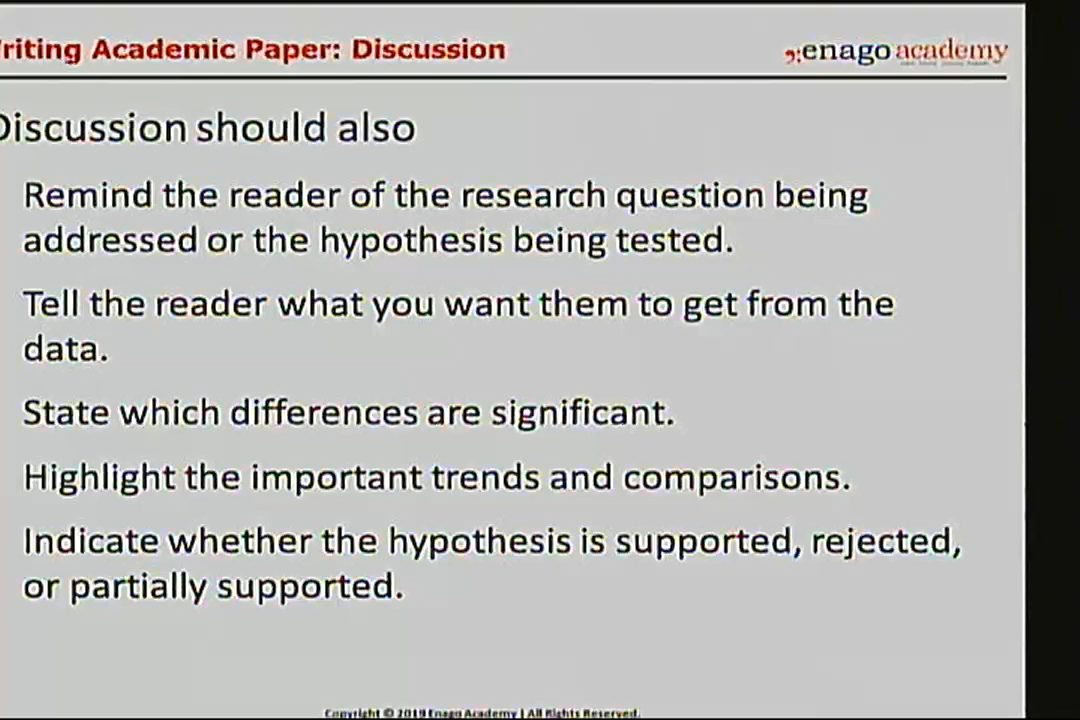 riting Academic Paper: Discussion
enago academy
Discussion should also
Remind the reader of the research question being
addressed or the hypothesis being tested.
Tell the reader what you want them to get from the
data.
State which differences are significant.
Highlight the important trends and comparisons.
Indicate whether the hypothesis is supported, rejected,
or partially supported.
Copyright © 2019 Enago Academy | All Rights Reserved.